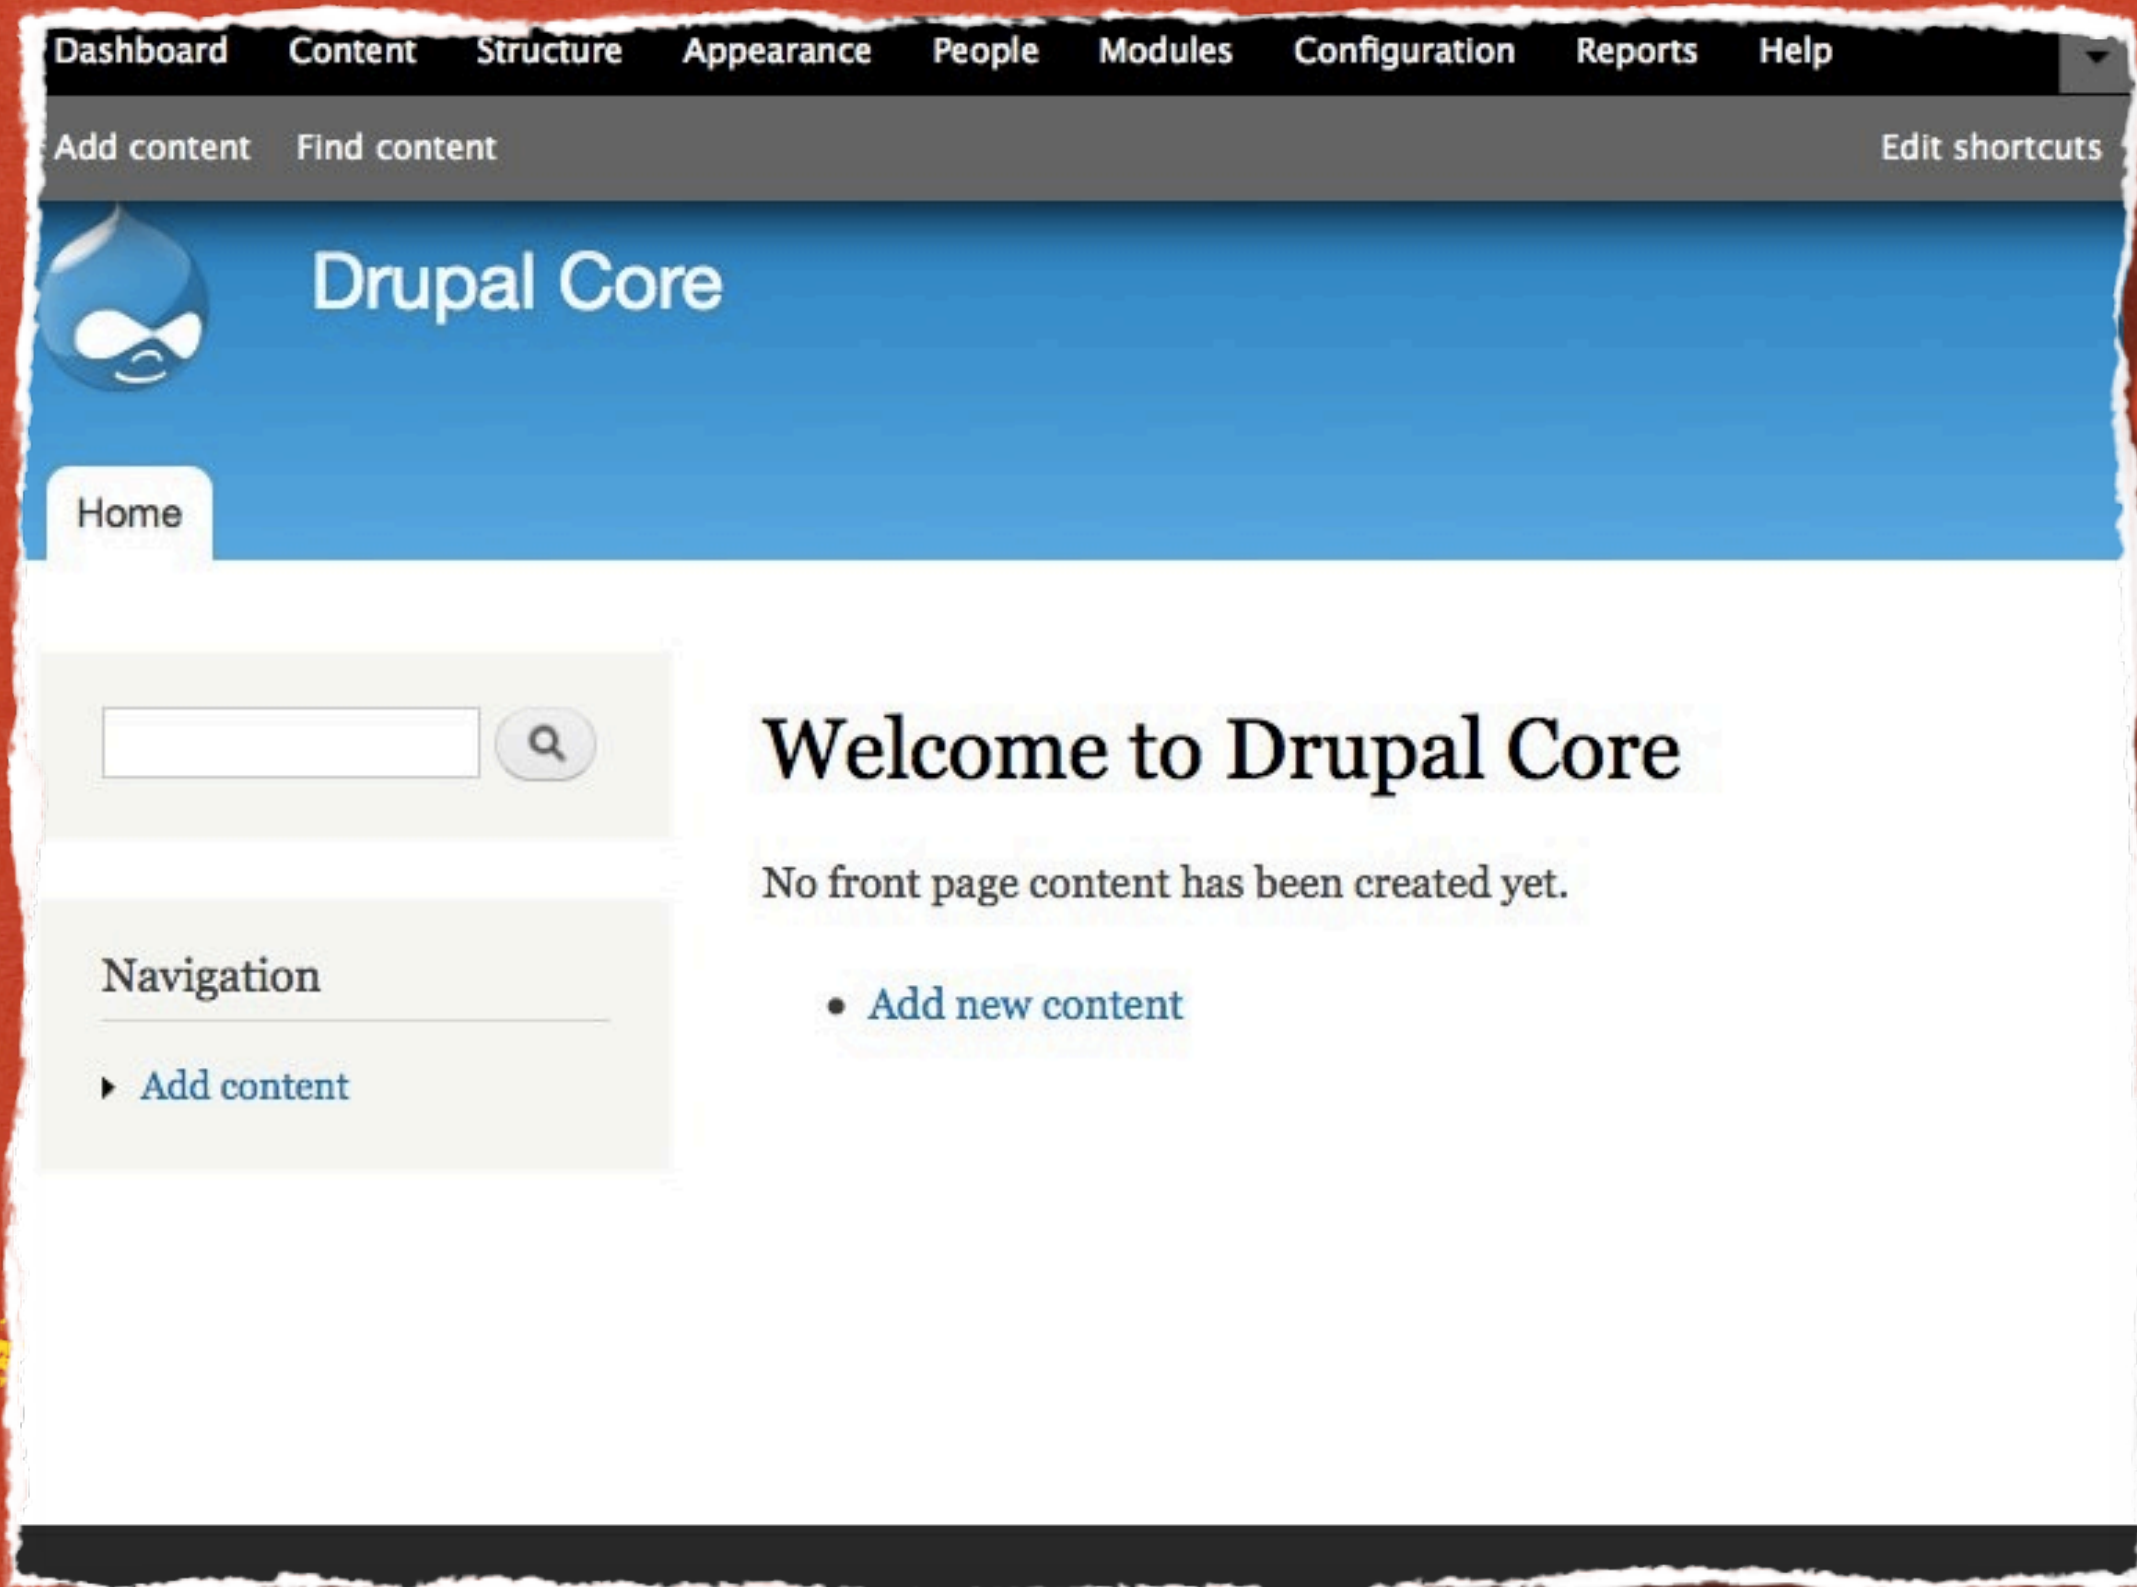 Dashboard Content Structure Appearance People Modules Configuration Reports Help
Add content Find content Edit shortcuts
Drupal Core
Home
Welcome to Drupal Core
No front page content has been created yet.
Add new content
Navigation
Add content